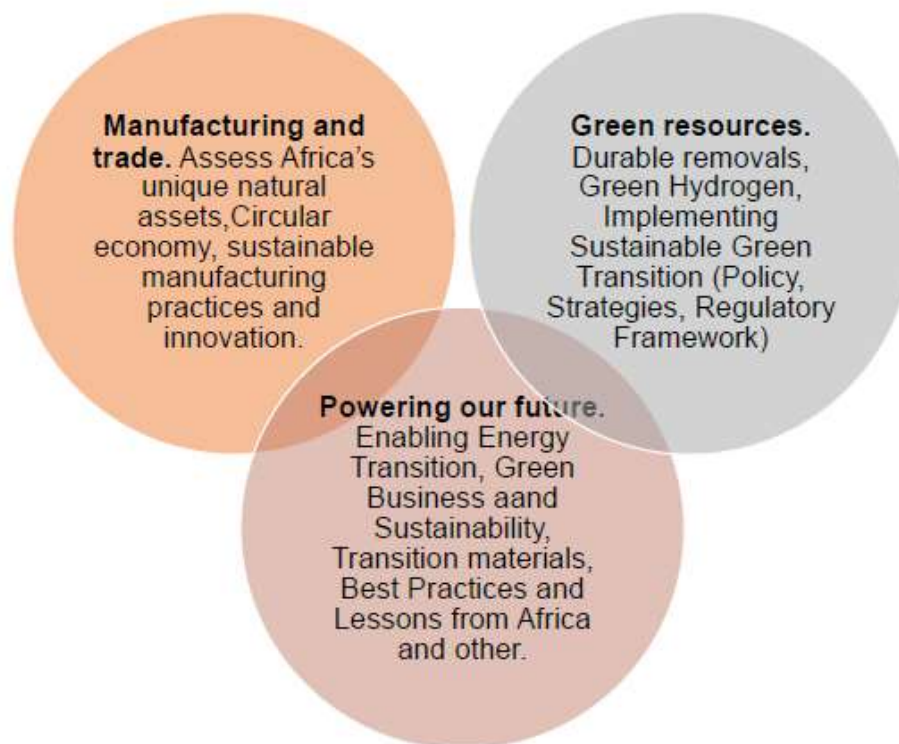 Manufacturing and
trade. Assess Africa's
unique natural
assets,Circular
economy, sustainable
manufacturing
practices and
innovation.
Green resources.
Durable removals,
Green Hydrogen,
Implementing
Sustainable Green
Transition (Policy,
Strategies, Regulatory
Framework)
Powering our future.
Enabling Energy
Transition, Green
Business aand
Sustainability,
Transition materials,
Best Practices and
Lessons from Africa
and other.